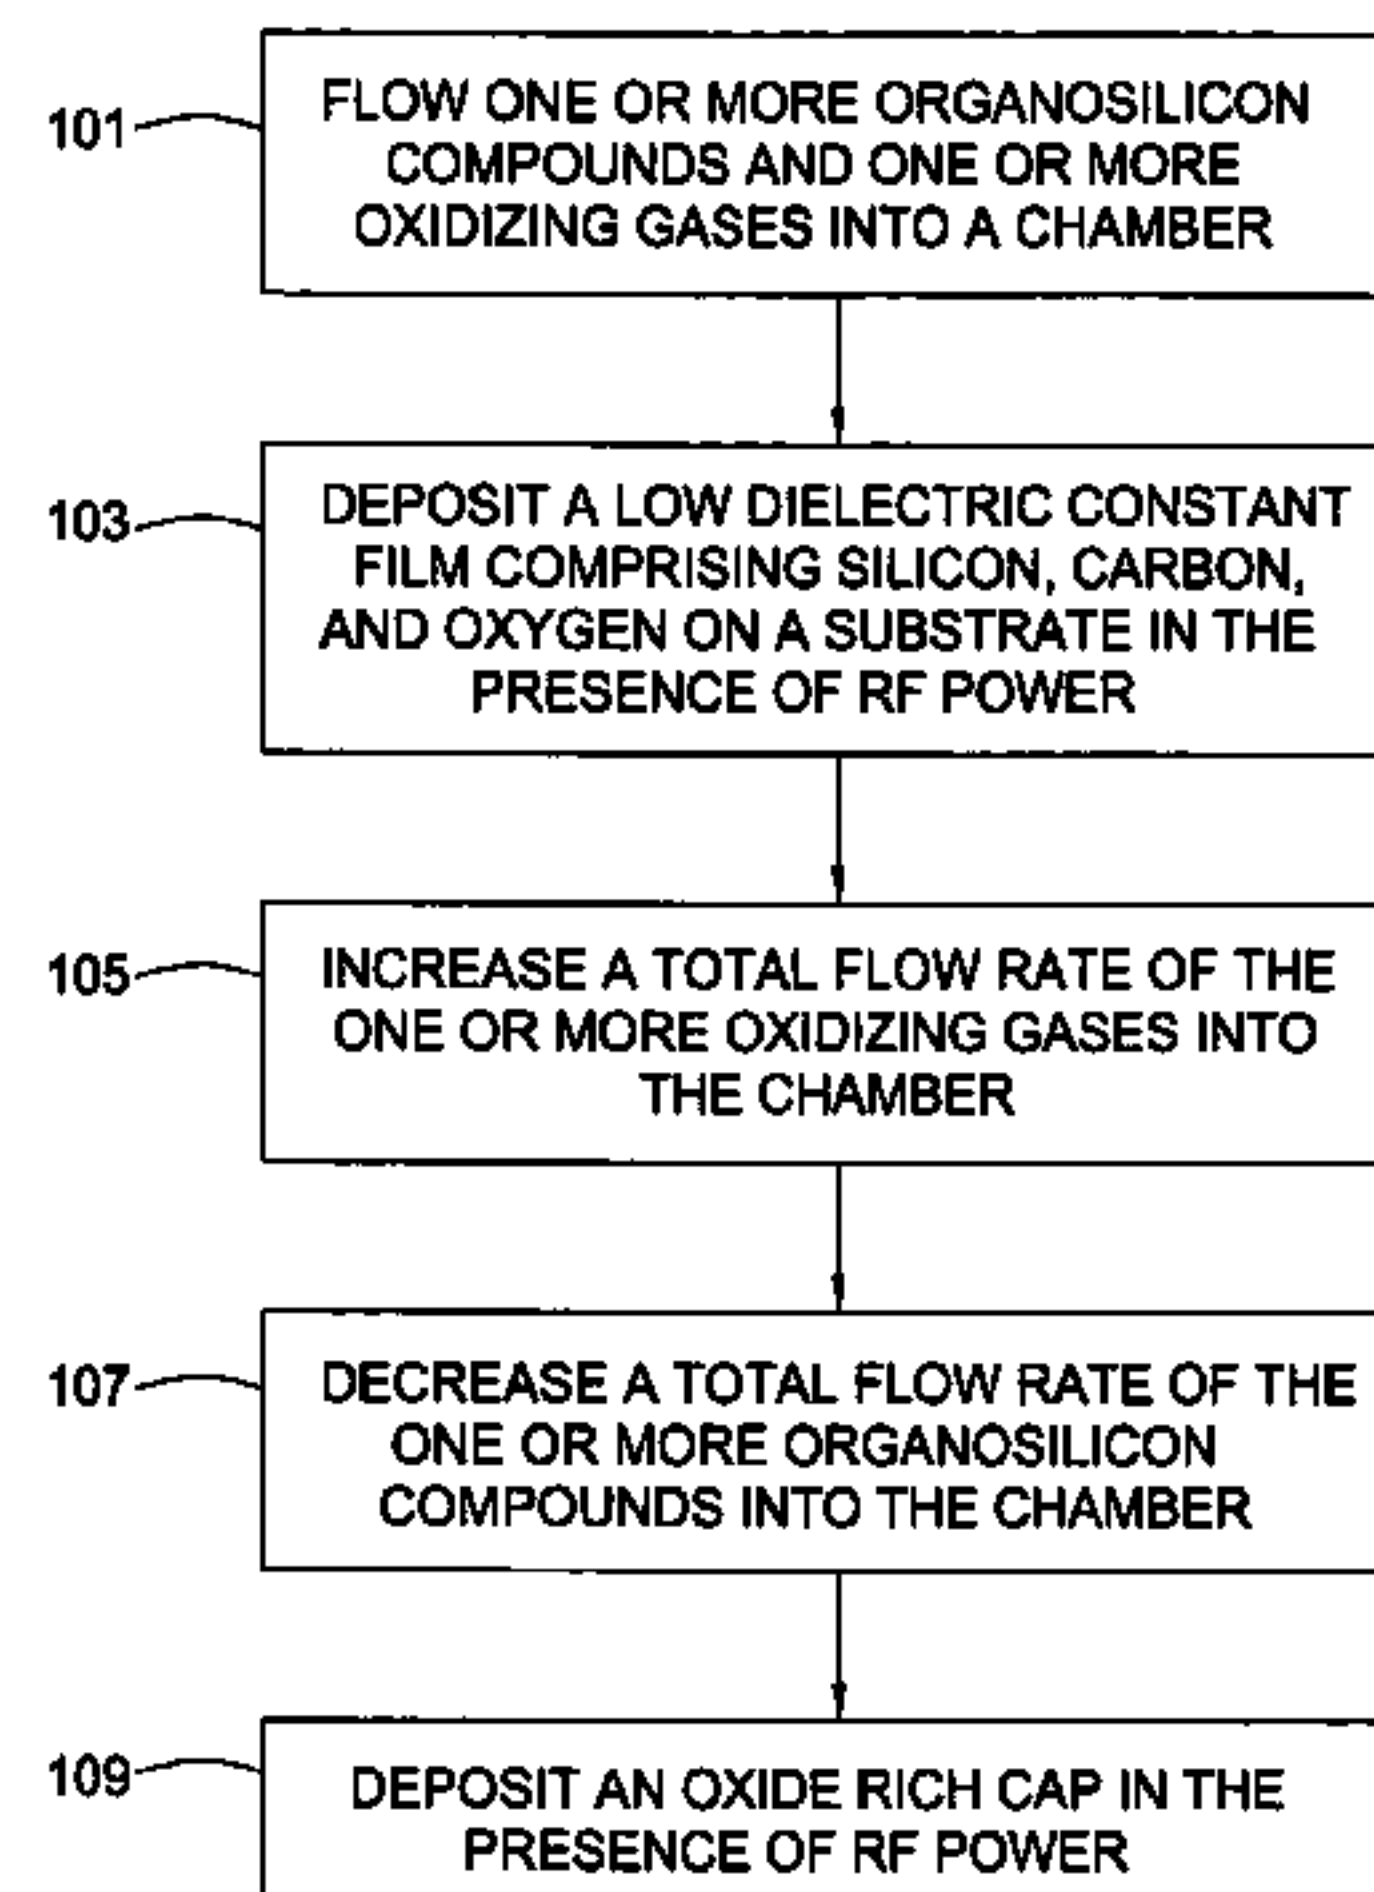 101
FLOW ONE OR MORE ORGANOSILICON
COMPOUNDS AND ONE OR MORE
OXIDIZING GASES INTO A CHAMBER
103
DEPOSIT A LOW DIELECTRIC CONSTANT
FILM COMPRISING SILICON, CARBON,
AND OXYGEN ON A SUBSTRATE IN THE
PRESENCE OF RF POWER
105
INCREASE A TOTAL FLOW RATE OF THE
ONE OR MORE OXIDIZING GASES INTO
THE CHAMBER
107
DECREASE A TOTAL FLOW RATE OF THE
ONE OR MORE ORGANOSILICON
COMPOUNDS INTO THE CHAMBER
109
DEPOSIT AN OXIDE RICH CAP IN THE
PRESENCE OF RF POWER